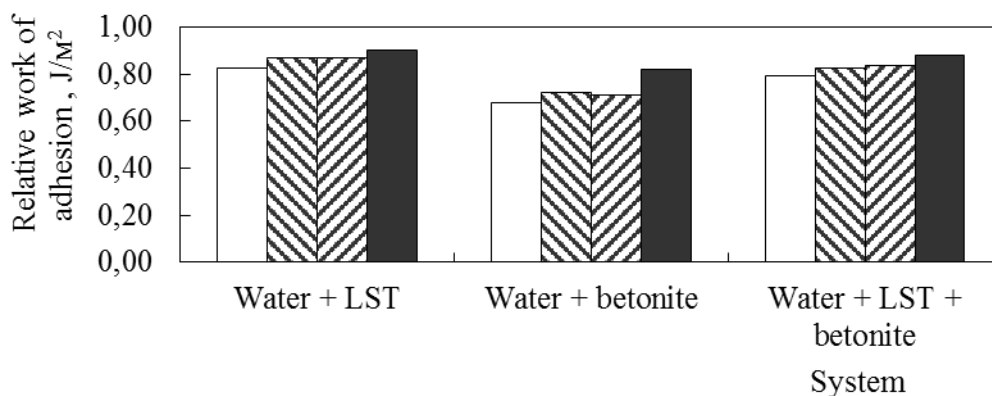 Relative work of
adhesion , J/м²
1,00
0,80
0,60
0,40
0,20
0,00
Water + LST
Water + betonite
Water + LST +
betonite
System